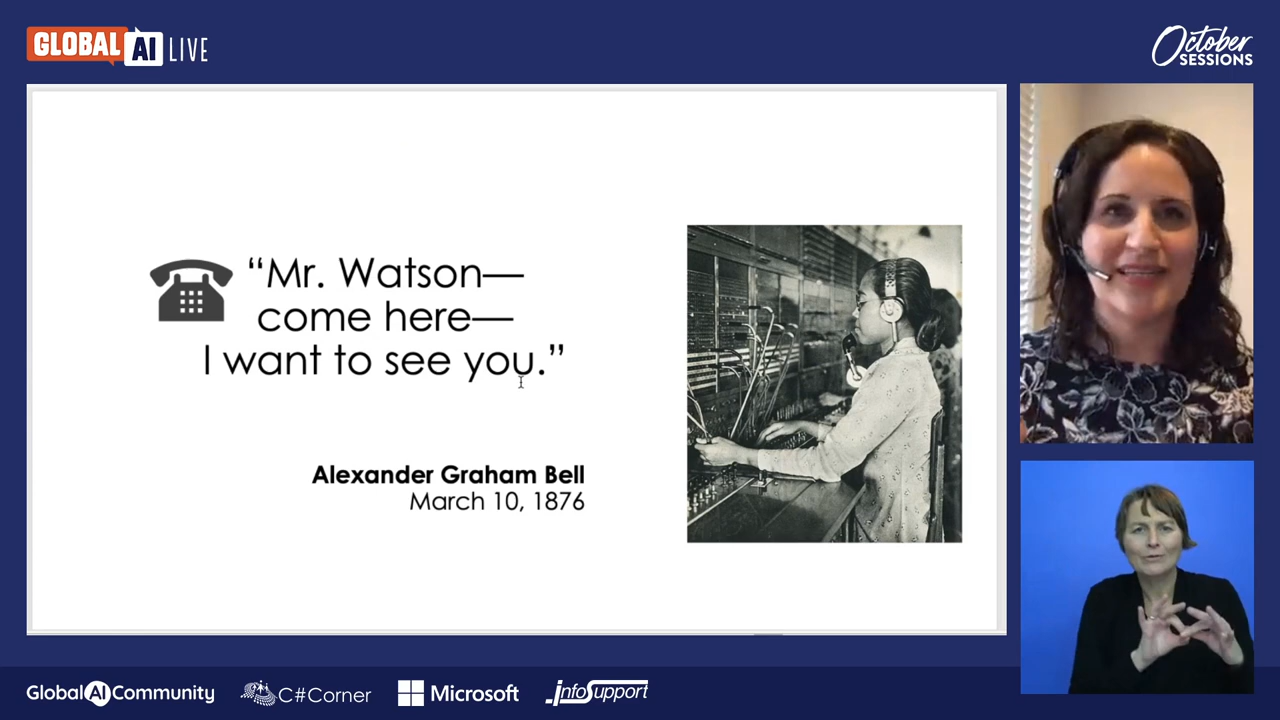 GLOBAL AI LIVE
October
SESSIONS
“Mr. Watson—
come here—
I want to see you.”
Alexander Graham Bell
March 10, 1876
Global AI Community
C#Corner
Microsoft
InfoSupport